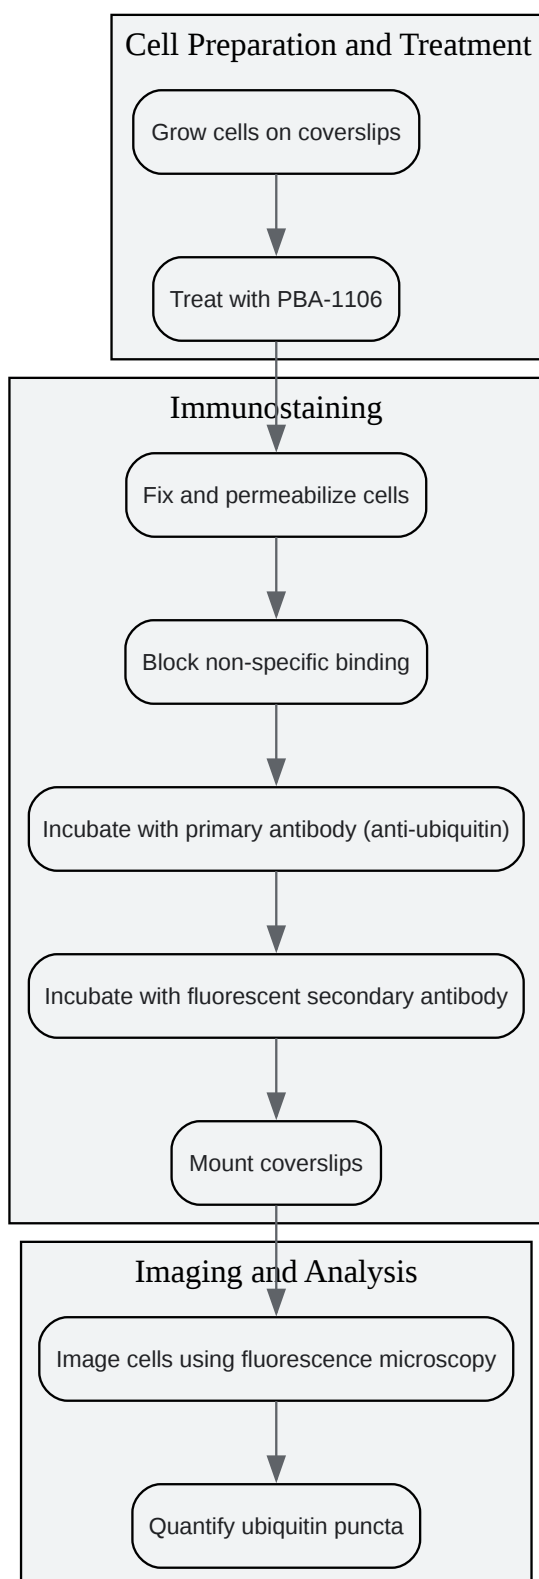 Cell Preparation and Treatment
Grow cells on coverslips
Treat with PBA-1106
Immunostaining
Fix and permeabilize cells
Block non-specific binding
Incubate with primary antibody (anti-ubiquitin)
Incubate with fluorescent secondary antibody
Mount coverslips
Imaging and Analysis
Image cells using fluorescence microscopy
Quantify ubiquitin puncta